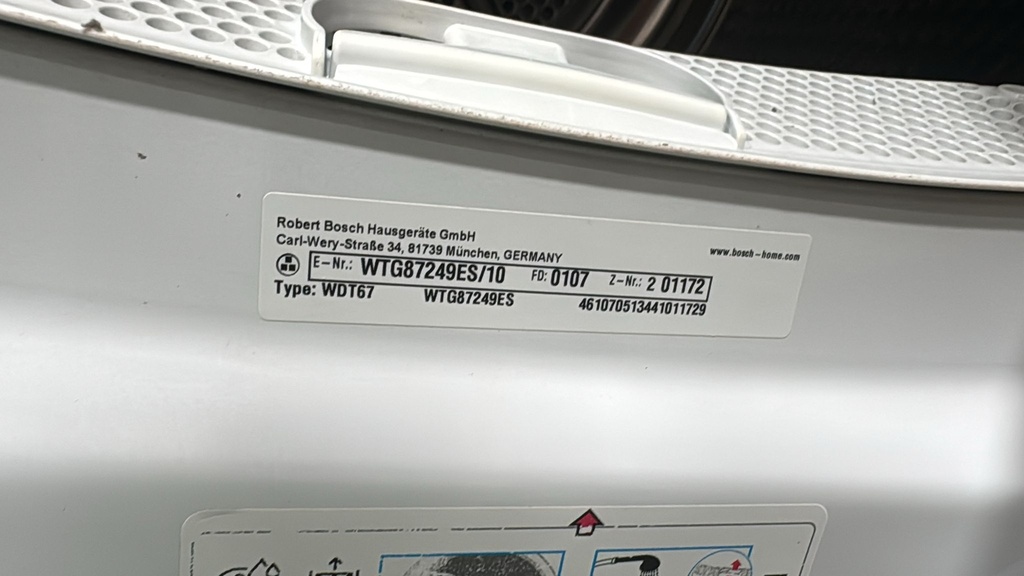 Robert Bosch Hausgeräte GmbH
Carl-Wery-Straße 34, 81739 München, GERMANY
www.bosch-home.com
E-Nr.: WTG87249ES/10 FD: 0107 Z-Nr.: 2 01172
Type: WDT67 WTG87249ES 461070513441011729